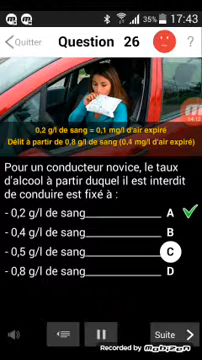 35% 17:43
Quitter Question 26 ?
14:12
0,2 g/l de sang = 0,1 mg/l d'air expiré
Délit à partir de 0,8 g/l de sang (0,4 mg/l d'air expiré)
Pour un conducteur novice, le taux
d'alcool à partir duquel il est interdit
de conduire est fixé à :
- 0,2 g/l de sang A
- 0,4 g/l de sang B
- 0,5 g/l de sang C
- 0,8 g/l de sang D
Suite
Recorded by Mobizen